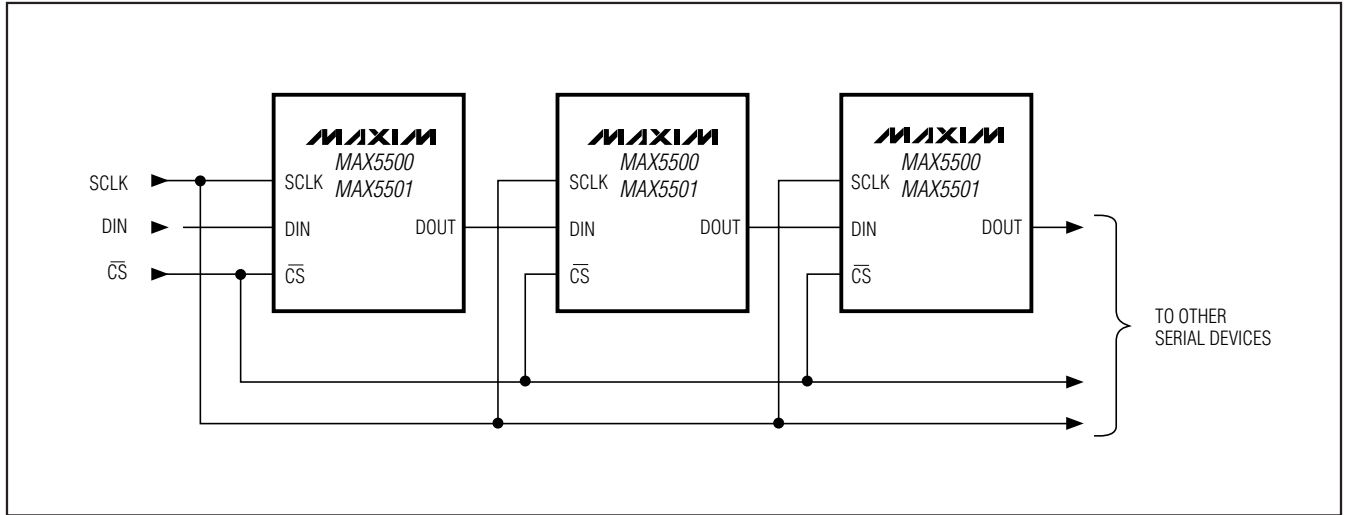 MAXIM
MAX5500
MAX5501
SCLK
DIN
CS
SCLK
DIN
CS
DOUT
MAXIM
MAX5500
MAX5501
SCLK
DIN
CS
DOUT
MAXIM
MAX5500
MAX5501
SCLK
DIN
CS
DOUT
TO OTHER
SERIAL DEVICES